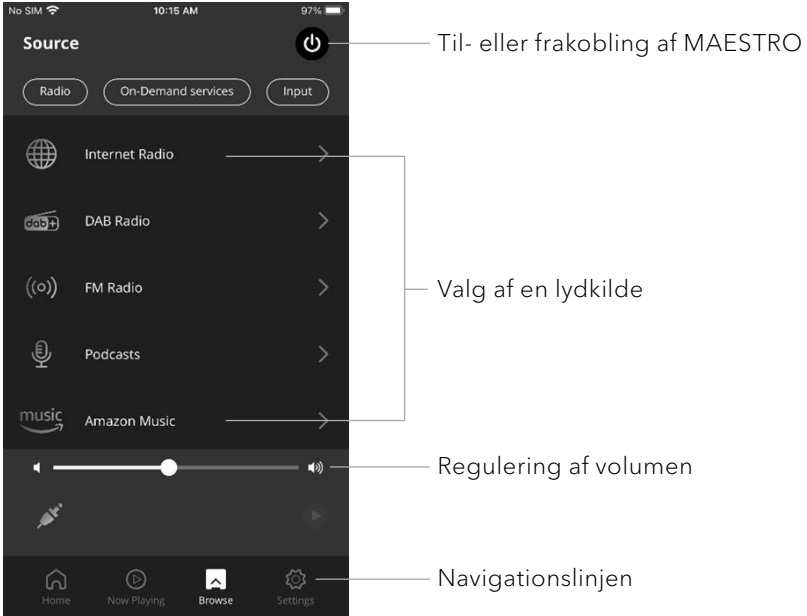 No SIM 10:15 AM 97%
Source
Til- eller frakobling af MAESTRO
Radio On-Demand services Input
Internet Radio
dab+ DAB Radio
FM Radio
Valg af en lydkilde
Podcasts
music Amazon Music
Regulering af volumen
Navigationslinjen
Home Now Playing Browse Settings